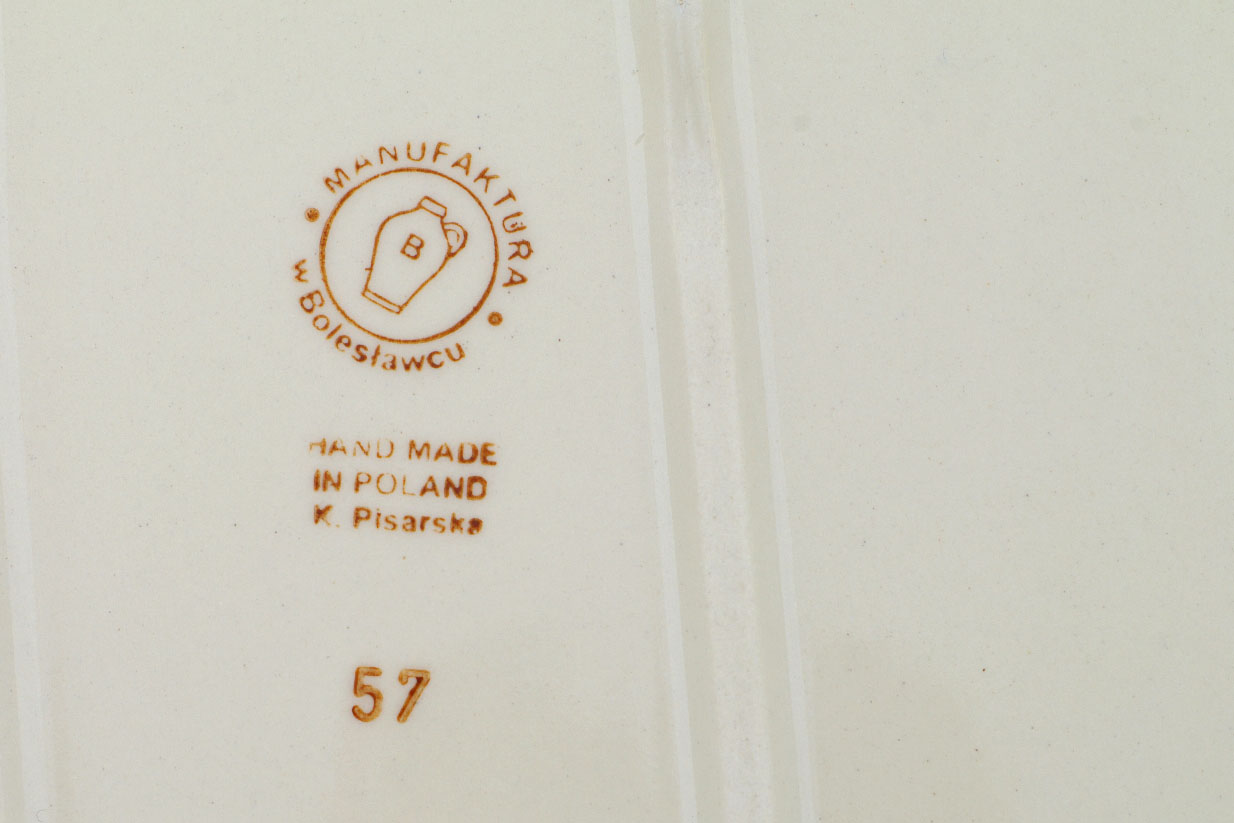 MANUFAKTURA
B
w Bolesławcu
HAND MADE
IN POLAND
K. Pisarska
57